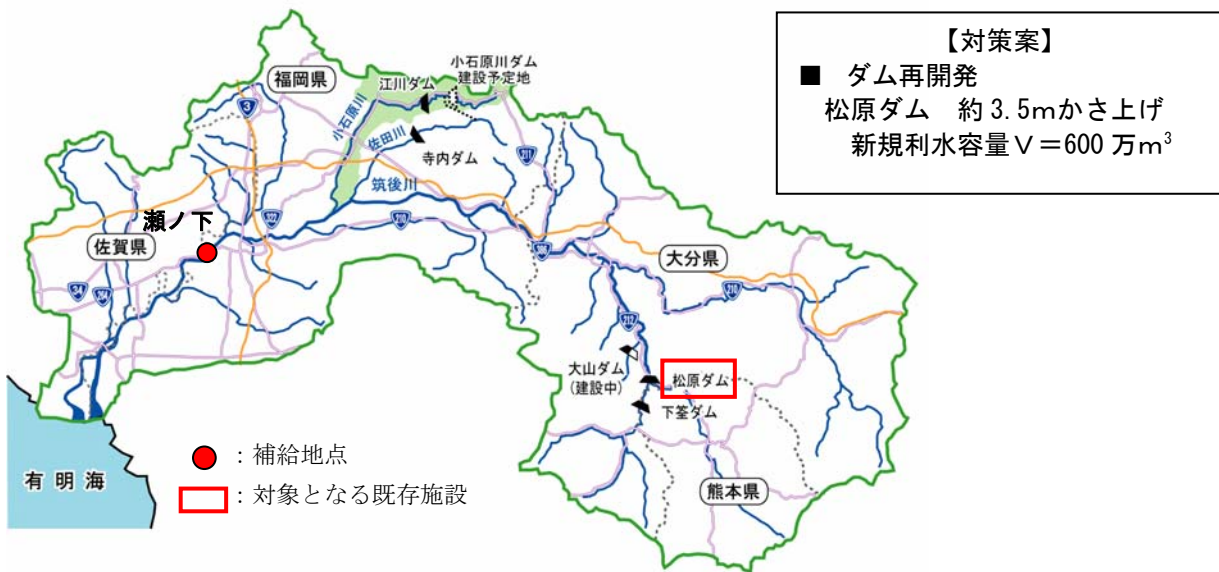 【対策案】
■ ダム再開発
松原ダム 約3.5mかさ上げ
新規利水容量V=600万m³
小石原川ダム
建設予定地
江川ダム
福岡県
3
小石原川
佐田川
寺内ダム
211
筑後川
322
210
瀬ノ下
佐賀県
386
大分県
34
264
210
212
大山ダム
(建設中)
松原ダム
下筌ダム
熊本県
有明海
:補給地点
:対象となる既存施設